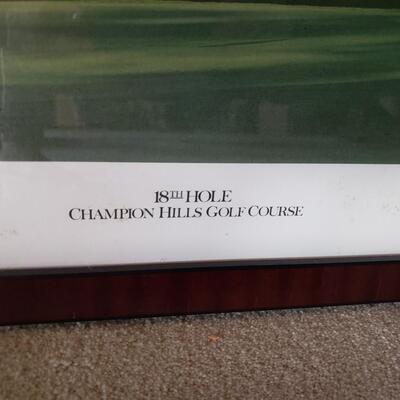 18TH HOLE
CHAMPION HILLS GOLF COURSE